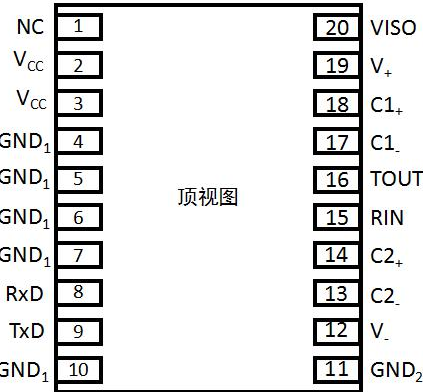 NC 1 20 VISO
VCC 2 19 V+
VCC 3 18 C1+
GND1 4 17 C1-
GND1 5 16 TOUT
顶视图
GND1 6 15 RIN
GND1 7 14 C2+
RxD 8 13 C2-
TxD 9 12 V-
GND1 10 11 GND2